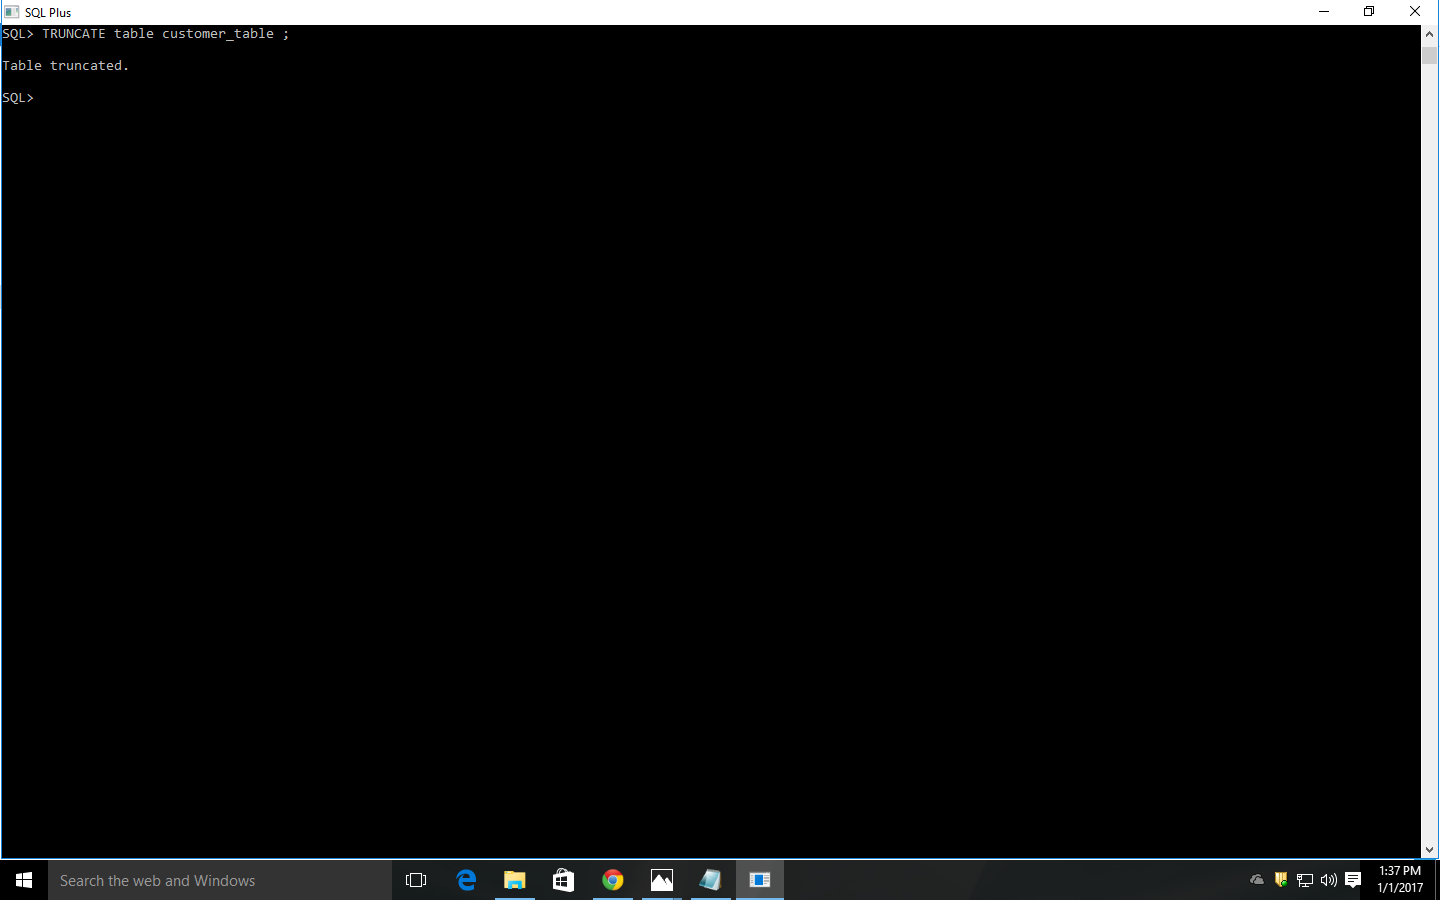 SQL Plus
SQL> TRUNCATE table customer_table ;
Table truncated.
SQL>
Search the web and Windows
1:37 PM
1/1/2017